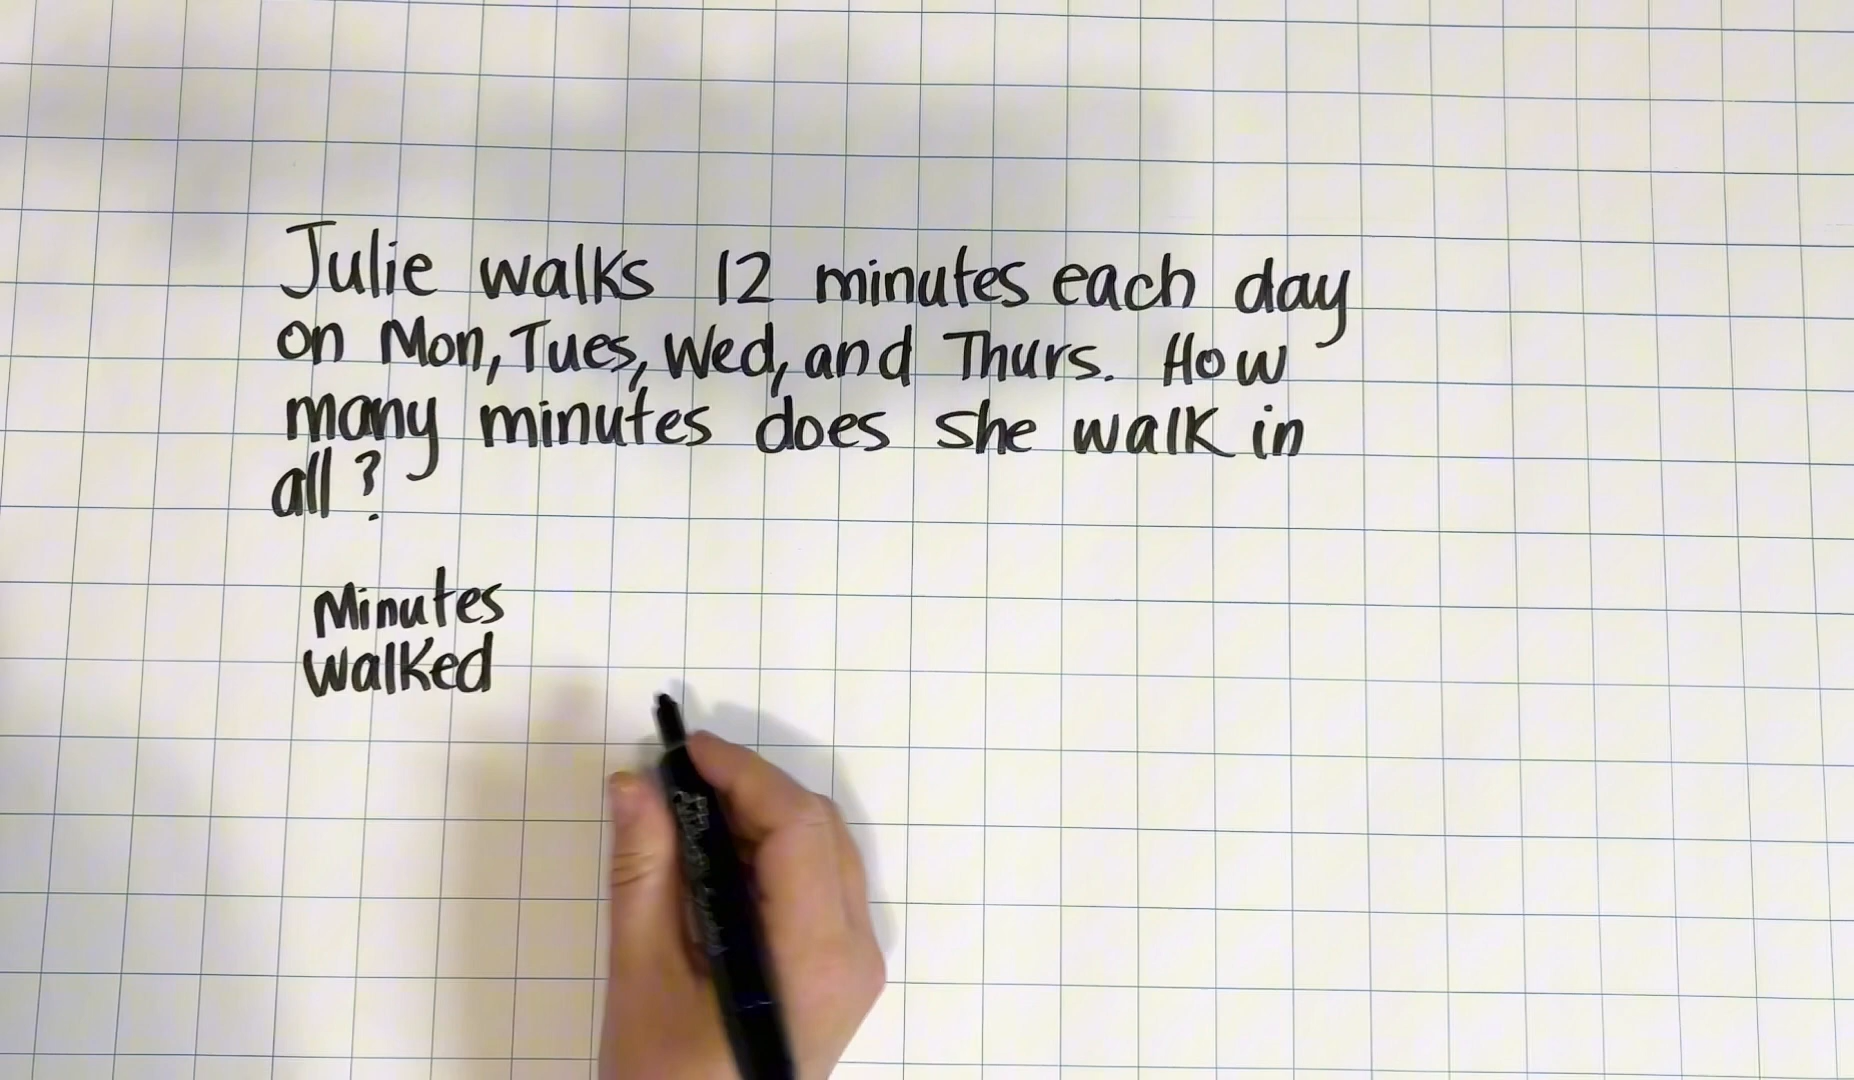 Julie walks 12 minutes each day
on Mon, Tues, Wed, and Thurs. How
many minutes does she walk in
all?
Minutes
Walked